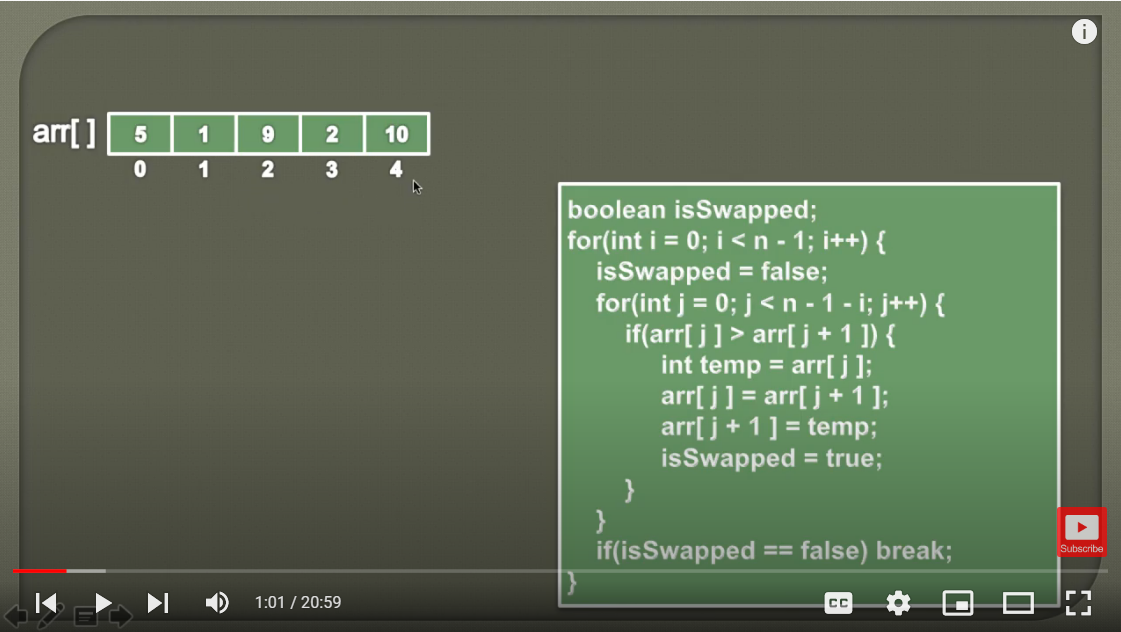 arr[ ] 5 1 9 2 10
0 1 2 3 4
boolean isSwapped;
for(int i = 0; i < n - 1; i++) {
isSwapped = false;
for(int j = 0; j < n - 1 - i; j++) {
if(arr[ j ] > arr[ j + 1 ]) {
int temp = arr[ j ];
arr[ j ] = arr[ j + 1 ];
arr[ j + 1 ] = temp;
isSwapped = true;
}
}
if(isSwapped == false) break;
}
Subscribe
1:01 / 20:59
CC